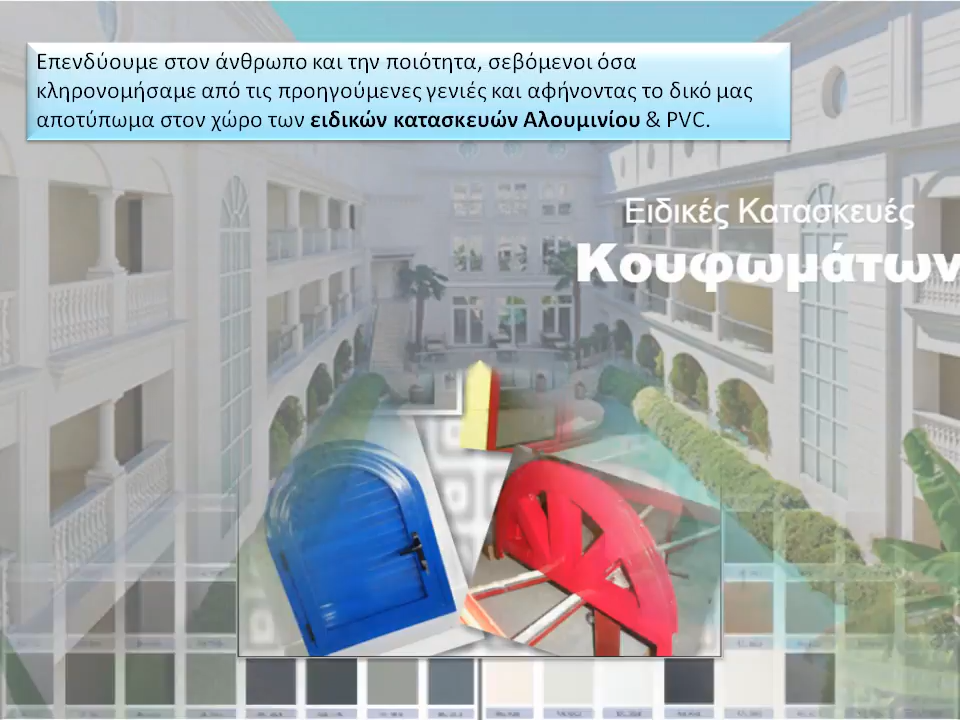 Επενδύουμε στον άνθρωπο και την ποιότητα, σεβόμενοι όσα
κληρονομήσαμε από τις προηγούμενες γενιές και αφήνοντας το δικό μας
αποτύπωμα στον χώρο των ειδικών κατασκευών Αλουμινίου & PVC.
Ειδικές Κατασκευές
Κουφωμάτων